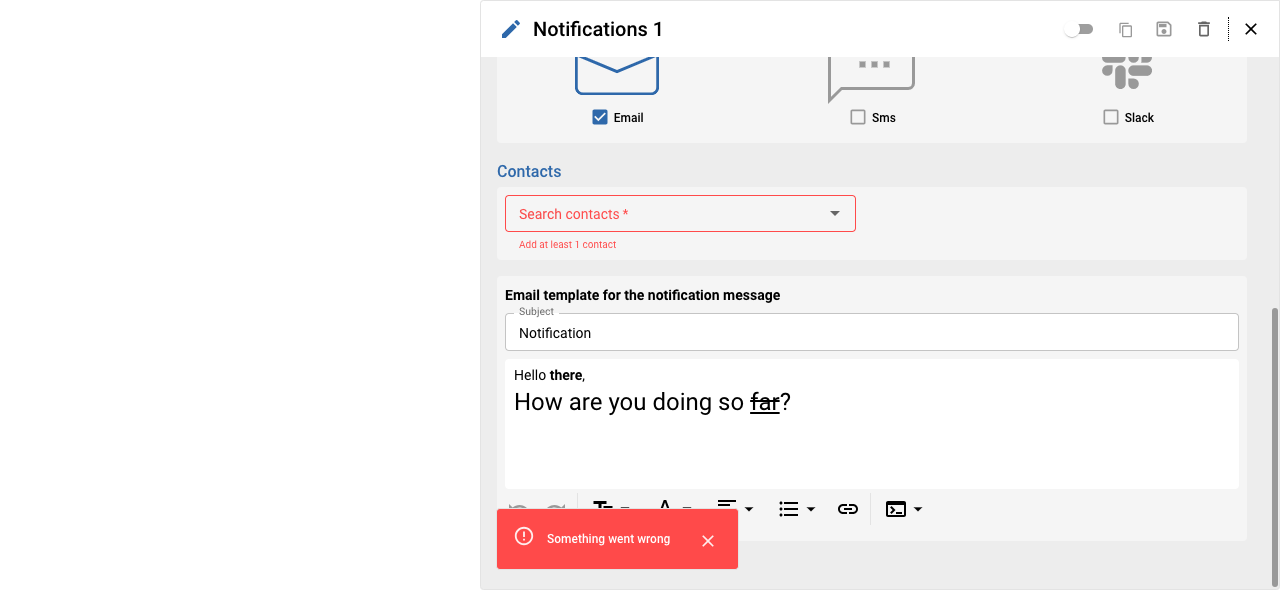 Notifications 1
Email
Sms
Slack
Contacts
Search contacts *
Add at least 1 contact
Email template for the notification message
Subject
Notification
Hello there,
How are you doing so far?
Something went wrong